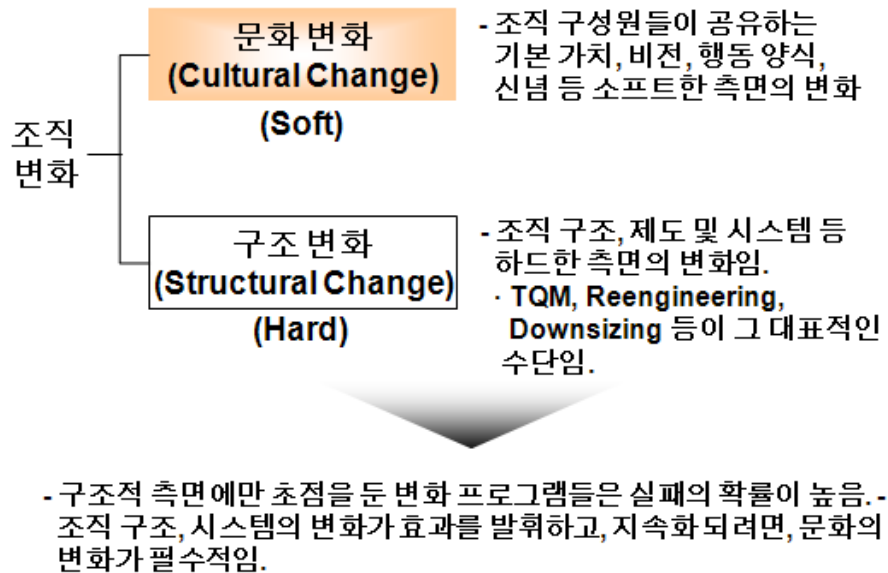 조직
변화
문화 변화
(Cultural Change)
(Soft)
- 조직 구성원들이 공유하는
기본 가치, 비전, 행동 양식,
신념 등 소프트한 측면의 변화
구조 변화
(Structural Change)
(Hard)
- 조직 구조, 제도 및 시스템 등
하드한 측면의 변화임.
· TQM, Reengineering,
Downsizing 등이 그 대표적인
수단임.
- 구조적 측면에만 초점을 둔 변화 프로그램들은 실패의 확률이 높음. -
조직 구조, 시스템의 변화가 효과를 발휘하고, 지속화 되려면, 문화의
변화가 필수적임.